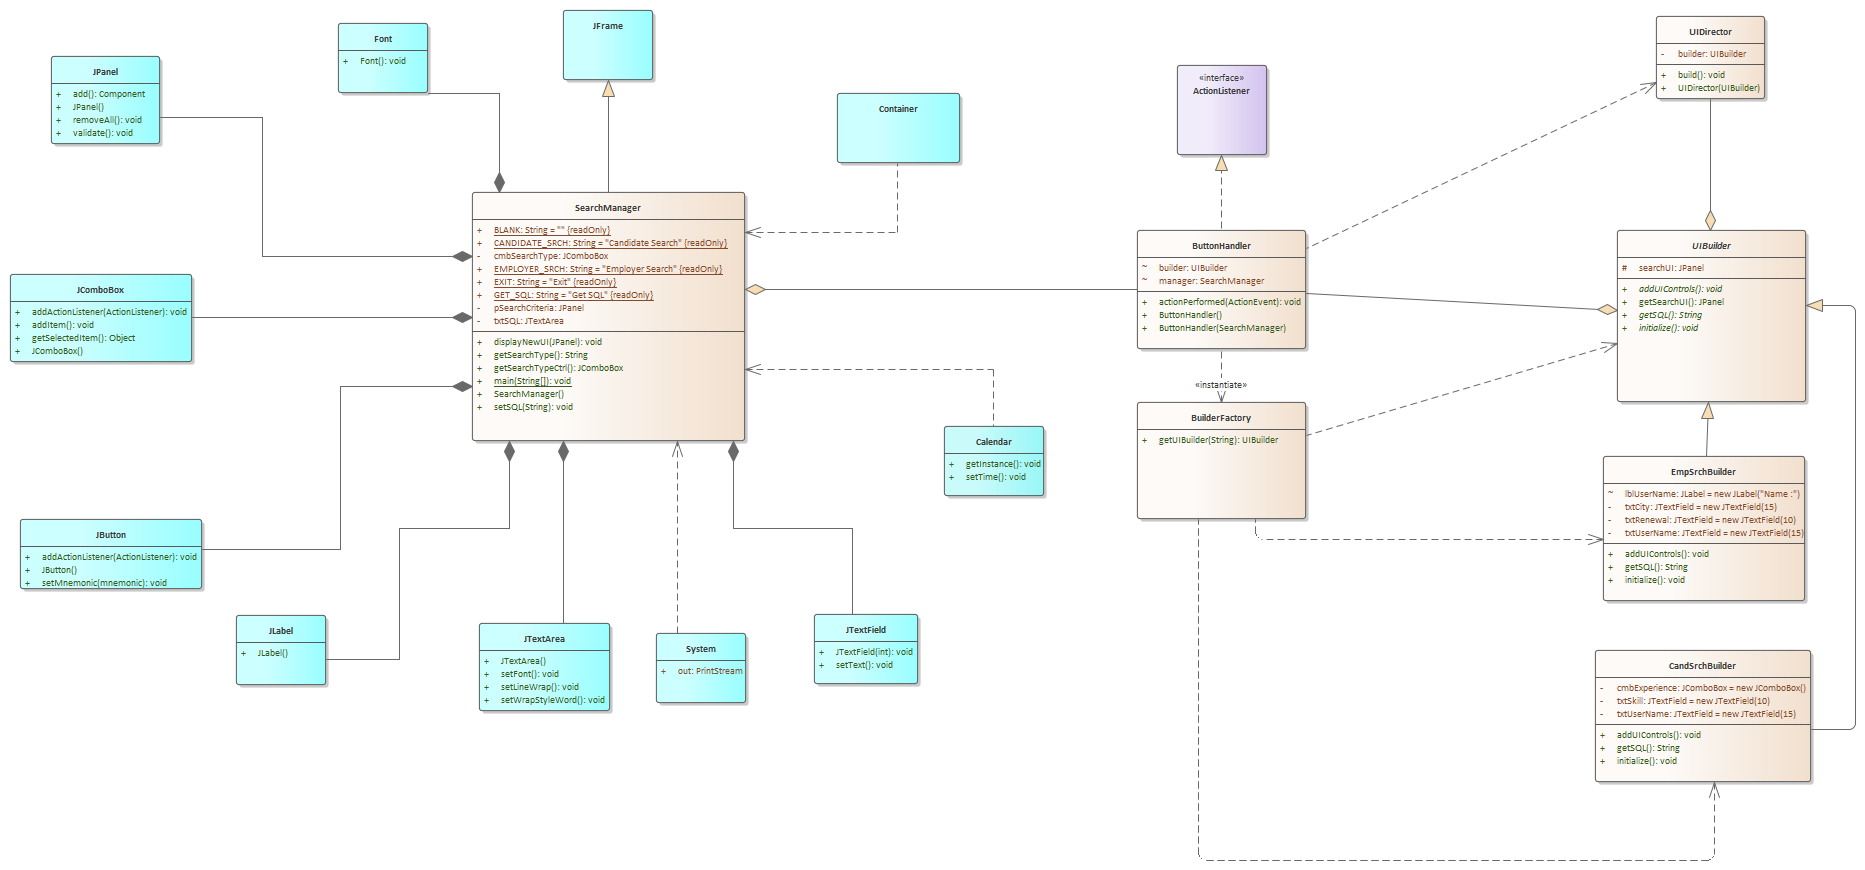 JFrame
Font
+ Font(): void
UIDirector
- builder: UIBuilder
+ build(): void
+ UIDirector(UIBuilder)
JPanel
+ add(): Component
+ JPanel()
+ removeAll(): void
+ validate(): void
«interface»
ActionListener
Container
SearchManager
+ BLANK: String = "" {readOnly}
+ CANDIDATE_SRCH: String = "Candidate Search" {readOnly}
- cmbSearchType: JComboBox
+ EMPLOYER_SRCH: String = "Employer Search" {readOnly}
+ EXIT: String = "Exit" {readOnly}
+ GET_SQL: String = "Get SQL" {readOnly}
- pSearchCriteria: JPanel
- txtSQL: JTextArea
+ displayNewUI(JPanel): void
+ getSearchType(): String
+ getSearchTypeCtrl(): JComboBox
+ main(String[]): void
+ SearchManager()
+ setSQL(String): void
ButtonHandler
~ builder: UIBuilder
~ manager: SearchManager
+ actionPerformed(ActionEvent): void
+ ButtonHandler()
+ ButtonHandler(SearchManager)
UIBuilder
# searchUI: JPanel
+ addUIControls(): void
+ getSearchUI(): JPanel
+ getSQL(): String
+ initialize(): void
JComboBox
+ addActionListener(ActionListener): void
+ addItem(): void
+ getSelectedItem(): Object
+ JComboBox()
«instantiate»
BuilderFactory
+ getUIBuilder(String): UIBuilder
Calendar
+ getInstance(): void
+ setTime(): void
EmpSrchBuilder
~ lblUserName: JLabel = new JLabel("Name :")
- txtCity: JTextField = new JTextField(15)
- txtRenewal: JTextField = new JTextField(10)
- txtUserName: JTextField = new JTextField(15)
+ addUIControls(): void
+ getSQL(): String
+ initialize(): void
JButton
+ addActionListener(ActionListener): void
+ JButton()
+ setMnemonic(mnemonic): void
JLabel
+ JLabel()
JTextArea
+ JTextArea()
+ setFont(): void
+ setLineWrap(): void
+ setWrapStyleWord(): void
System
+ out: PrintStream
JTextField
+ JTextField(int): void
+ setText(): void
CandSrchBuilder
- cmbExperience: JComboBox = new JComboBox()
- txtSkill: JTextField = new JTextField(10)
- txtUserName: JTextField = new JTextField(15)
+ addUIControls(): void
+ getSQL(): String
+ initialize(): void